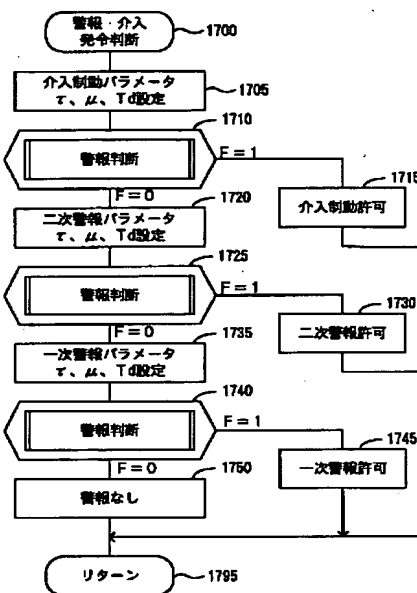 警報・介入
発令判断
1700
介入制動パラメータ
τ、μ、Td設定
1705
1710
警報判断
F=1
1715
介入制動許可
F=0
1720
二次警報パラメータ
τ、μ、Td設定
1725
警報判断
F=1
1730
二次警報許可
F=0
1735
一次警報パラメータ
τ、μ、Td設定
1740
警報判断
F=1
1745
一次警報許可
F=0
1750
警報なし
リターン
1795